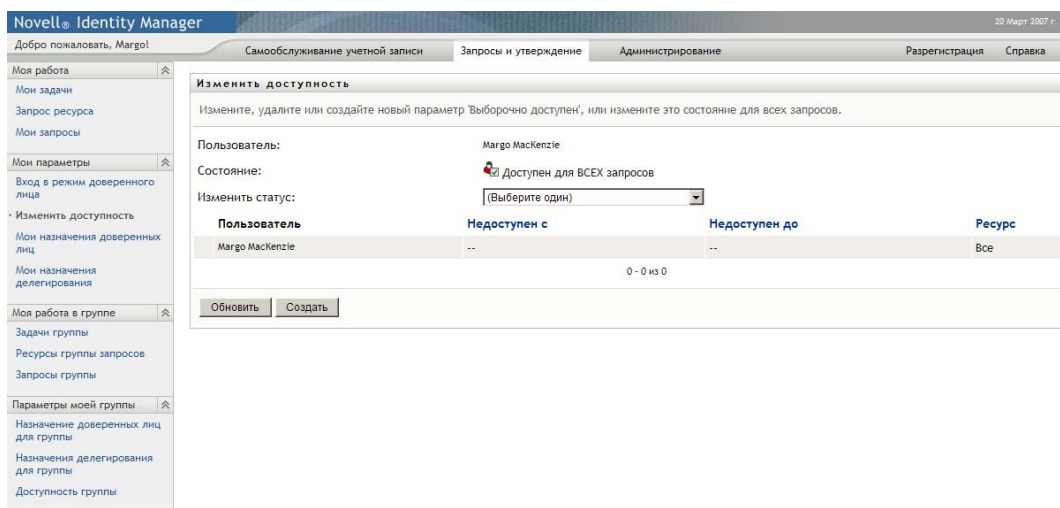 Novell® Identity Manager
20 Март 2007 г.
Добро пожаловать, Margo!
Самообслуживание учетной записи
Запросы и утверждение
Администрирование
Разрегистрация
Справка
Моя работа
Мои задачи
Запрос ресурса
Мои запросы
Мои параметры
Вход в режим доверенного
лица
Изменить доступность
Мои назначения доверенных
лиц
Мои назначения
делегирования
Моя работа в группе
Задачи группы
Ресурсы группы запросов
Запросы группы
Параметры моей группы
Назначение доверенных лиц
для группы
Назначения делегирования
для группы
Доступность группы
Изменить доступность
Измените, удалите или создайте новый параметр 'Выборочно доступен', или измените это состояние для всех запросов.
Пользователь: Margo MacKenzie
Состояние: Доступен для ВСЕХ запросов
Изменить статус: (Выберите один)
Пользователь Недоступен с Недоступен до Ресурс
Margo MacKenzie -- -- Все
0 - 0 из 0
Обновить Создать